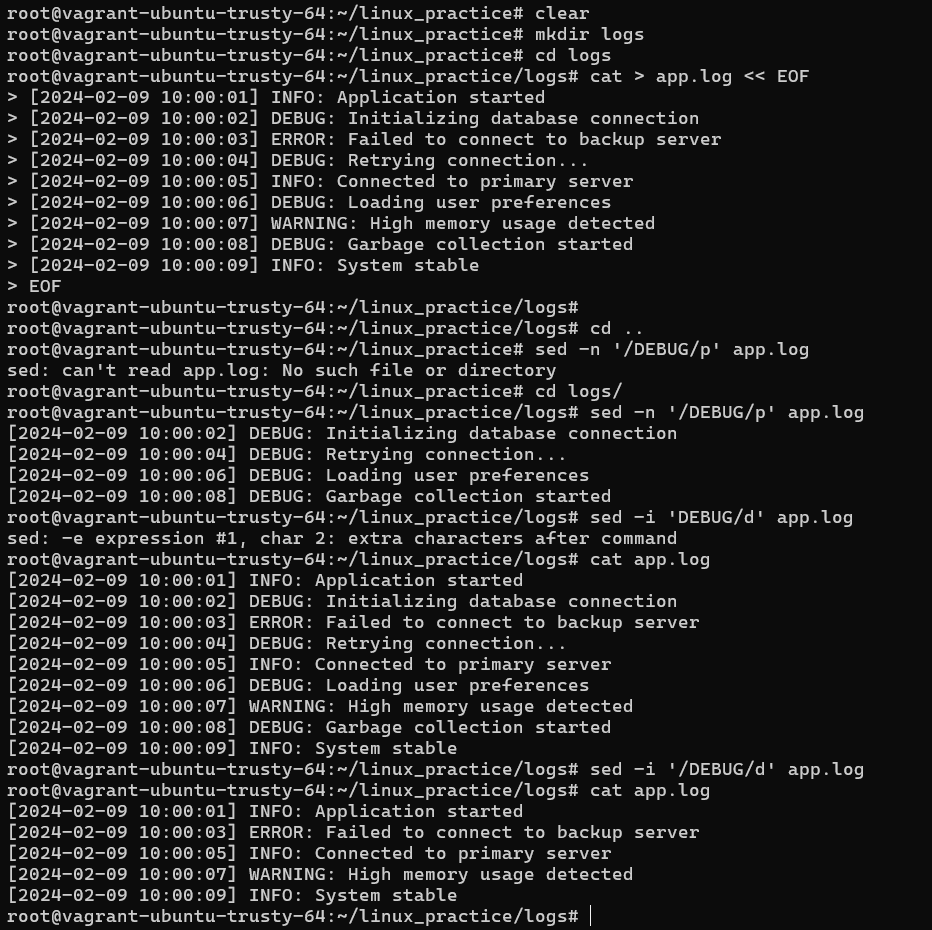 root@vagrant-ubuntu-trusty-64:~/linux_practice# clear
root@vagrant-ubuntu-trusty-64:~/linux_practice# mkdir logs
root@vagrant-ubuntu-trusty-64:~/linux_practice# cd logs
root@vagrant-ubuntu-trusty-64:~/linux_practice/logs# cat > app.log << EOF
> [2024-02-09 10:00:01] INFO: Application started
> [2024-02-09 10:00:02] DEBUG: Initializing database connection
> [2024-02-09 10:00:03] ERROR: Failed to connect to backup server
> [2024-02-09 10:00:04] DEBUG: Retrying connection...
> [2024-02-09 10:00:05] INFO: Connected to primary server
> [2024-02-09 10:00:06] DEBUG: Loading user preferences
> [2024-02-09 10:00:07] WARNING: High memory usage detected
> [2024-02-09 10:00:08] DEBUG: Garbage collection started
> [2024-02-09 10:00:09] INFO: System stable
> EOF
root@vagrant-ubuntu-trusty-64:~/linux_practice/logs#
root@vagrant-ubuntu-trusty-64:~/linux_practice/logs# cd ..
root@vagrant-ubuntu-trusty-64:~/linux_practice# sed -n '/DEBUG/p' app.log
sed: can't read app.log: No such file or directory
root@vagrant-ubuntu-trusty-64:~/linux_practice# cd logs/
root@vagrant-ubuntu-trusty-64:~/linux_practice/logs# sed -n '/DEBUG/p' app.log
[2024-02-09 10:00:02] DEBUG: Initializing database connection
[2024-02-09 10:00:04] DEBUG: Retrying connection...
[2024-02-09 10:00:06] DEBUG: Loading user preferences
[2024-02-09 10:00:08] DEBUG: Garbage collection started
root@vagrant-ubuntu-trusty-64:~/linux_practice/logs# sed -i 'DEBUG/d' app.log
sed: -e expression #1, char 2: extra characters after command
root@vagrant-ubuntu-trusty-64:~/linux_practice/logs# cat app.log
[2024-02-09 10:00:01] INFO: Application started
[2024-02-09 10:00:02] DEBUG: Initializing database connection
[2024-02-09 10:00:03] ERROR: Failed to connect to backup server
[2024-02-09 10:00:04] DEBUG: Retrying connection...
[2024-02-09 10:00:05] INFO: Connected to primary server
[2024-02-09 10:00:06] DEBUG: Loading user preferences
[2024-02-09 10:00:07] WARNING: High memory usage detected
[2024-02-09 10:00:08] DEBUG: Garbage collection started
[2024-02-09 10:00:09] INFO: System stable
root@vagrant-ubuntu-trusty-64:~/linux_practice/logs# sed -i '/DEBUG/d' app.log
root@vagrant-ubuntu-trusty-64:~/linux_practice/logs# cat app.log
[2024-02-09 10:00:01] INFO: Application started
[2024-02-09 10:00:03] ERROR: Failed to connect to backup server
[2024-02-09 10:00:05] INFO: Connected to primary server
[2024-02-09 10:00:07] WARNING: High memory usage detected
[2024-02-09 10:00:09] INFO: System stable
root@vagrant-ubuntu-trusty-64:~/linux_practice/logs#